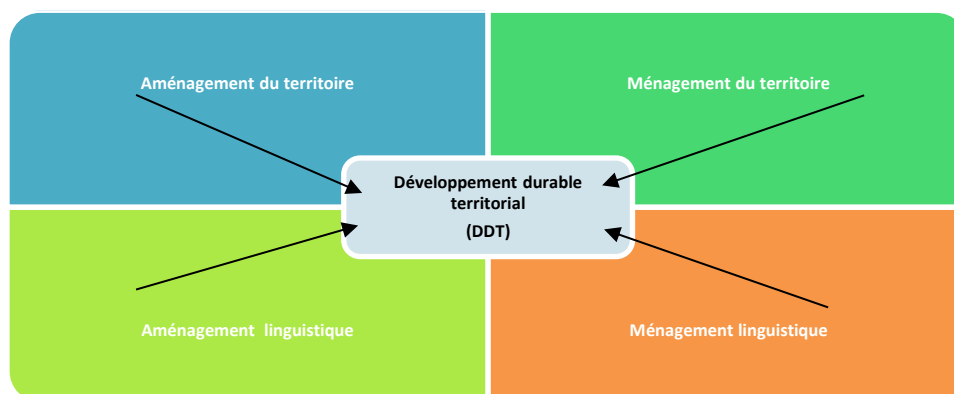 Aménagement du territoire
Ménagement du territoire
Développement durable
territorial
(DDT)
Aménagement linguistique
Ménagement linguistique